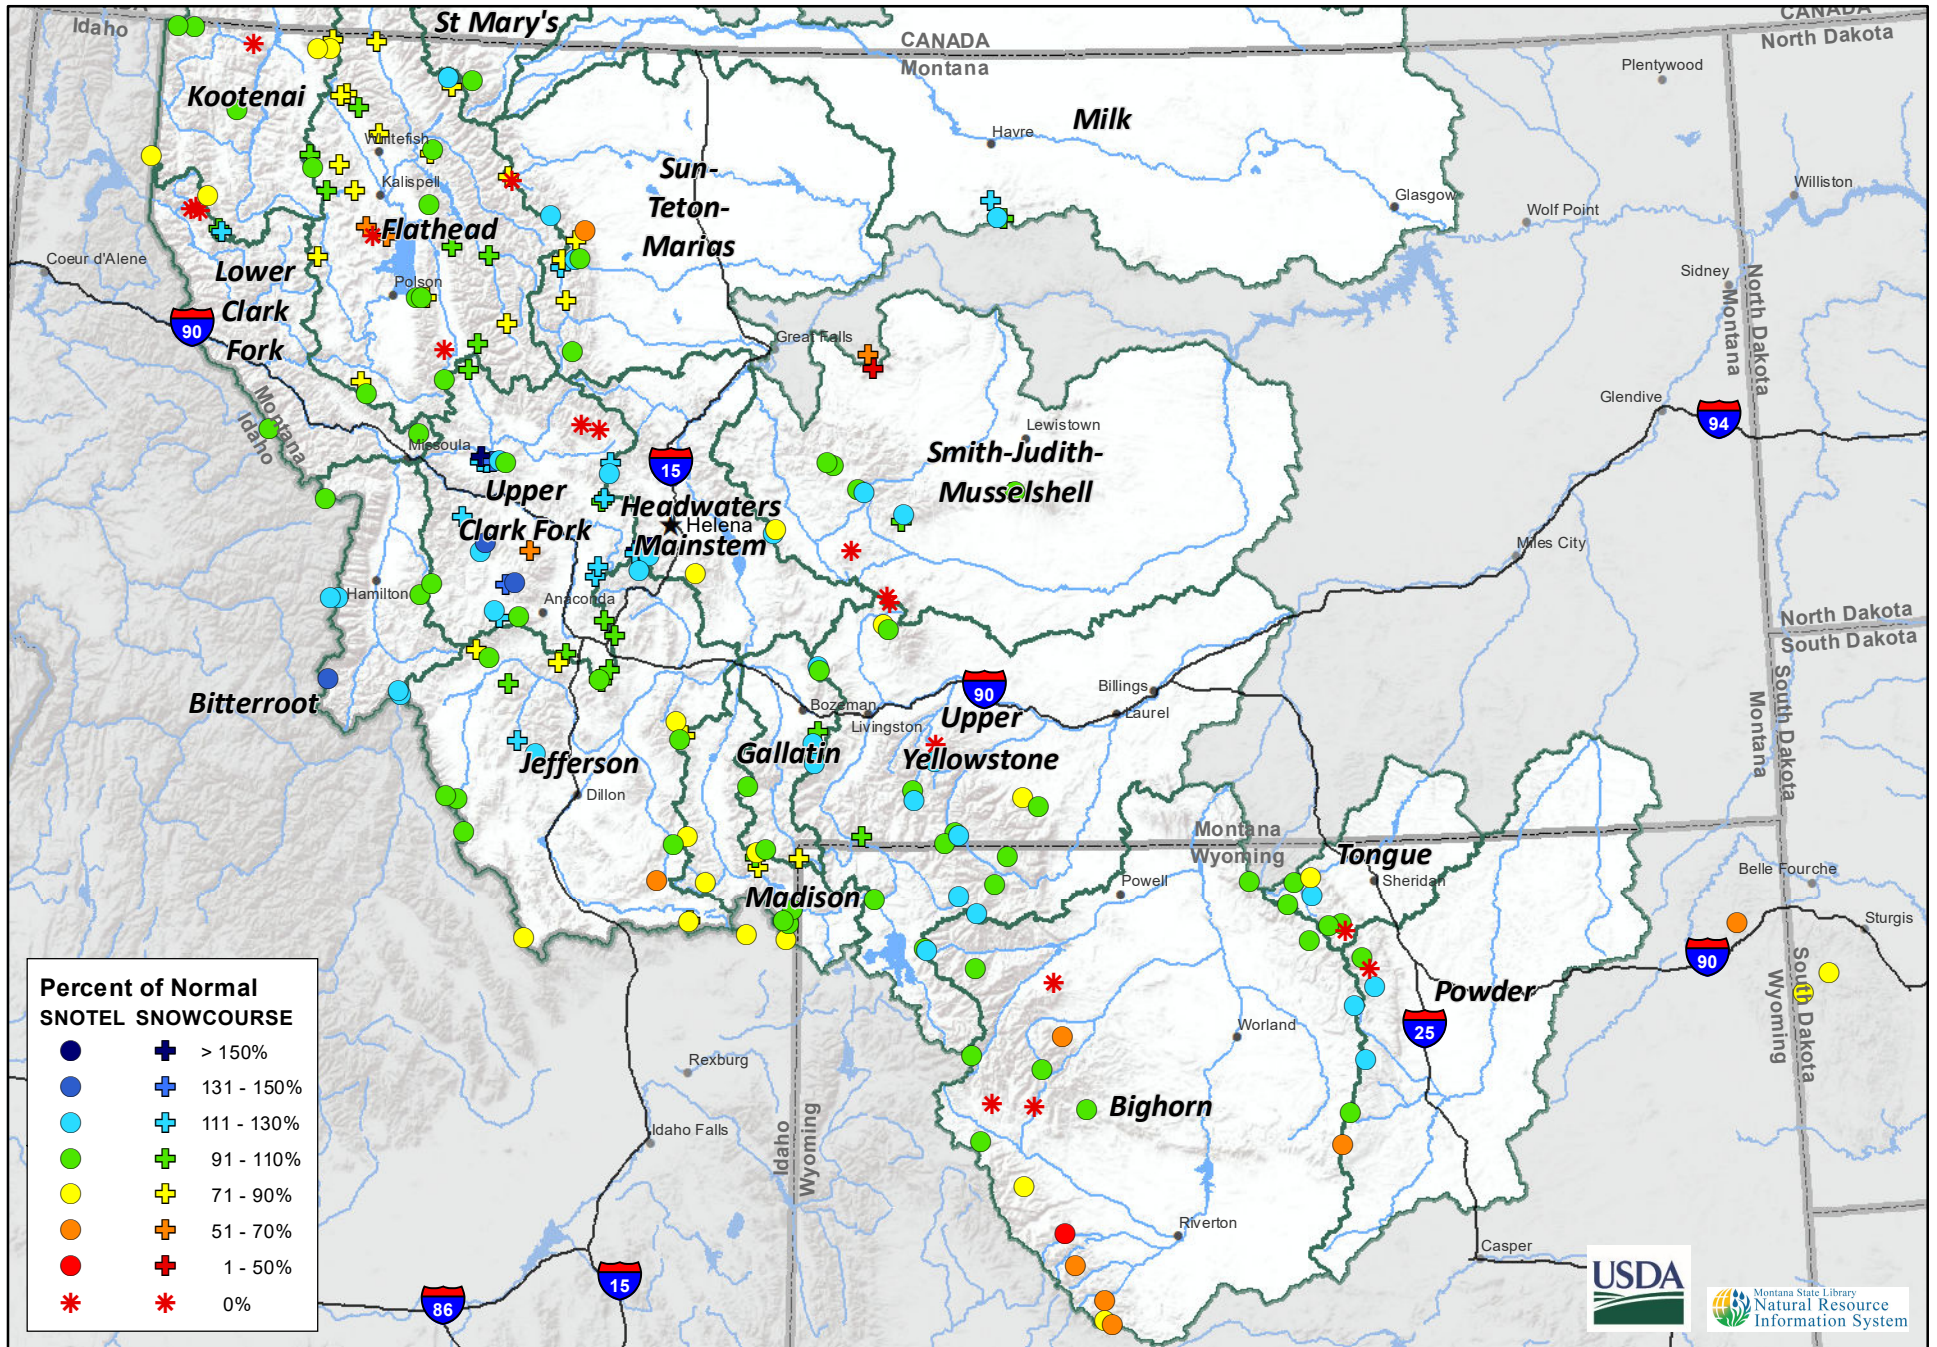 CANADA
Idaho
St Mary's
CANADA
Montana
CANADA
North Dakota
Plentywood
Kootenai
Milk
Havre
Whitefish
Kalispell
Sun-
Teton-
Marias
Glasgow
Wolf Point
Williston
Flathead
Coeur d'Alene
Lower
Clark
Fork
Polson
90
Sidney
Montana
North Dakota
Great Falls
Glendive
94
Montana
Idaho
Missoula
Lewistown
Smith-Judith-
Musselshell
15
Upper
Clark Fork
Headwaters
Mainstem
Helena
Miles City
Hamilton
Anaconda
North Dakota
South Dakota
Bitterroot
90
Billings
Laurel
Bozeman
Livingston
Upper
Yellowstone
Gallatin
Jefferson
Dillon
Montana
South Dakota
Montana
Wyoming
Tongue
Sheridan
Powell
Belle Fourche
Sturgis
Madison
90
South Dakota
Wyoming
Powder
25
Worland
Rexburg
Bighorn
Idaho Falls
Idaho
Wyoming
Riverton
Casper
15
86
Percent of Normal
SNOTEL SNOWCOURSE
> 150%
131 - 150%
111 - 130%
91 - 110%
71 - 90%
51 - 70%
1 - 50%
0%
USDA
Montana State Library
Natural Resource
Information System